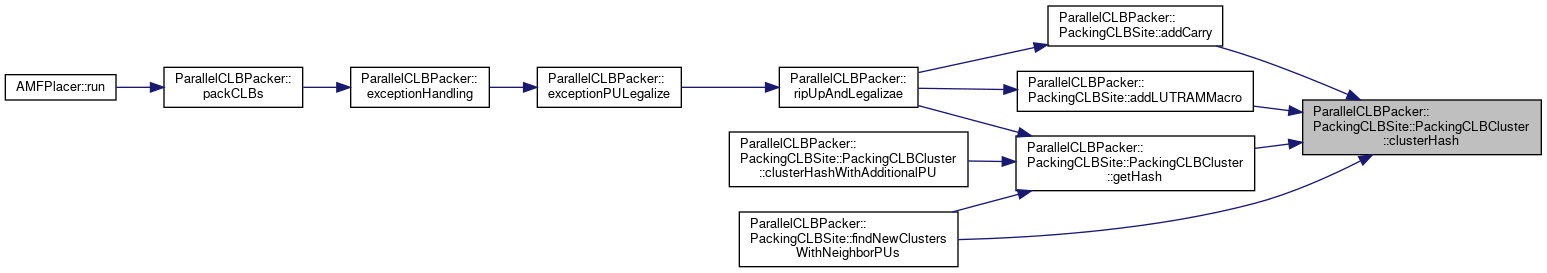 AMFPlacer::run
ParallelCLBPacker::
packCLBs
ParallelCLBPacker::
exceptionHandling
ParallelCLBPacker::
exceptionPULegalize
ParallelCLBPacker::
ripUpAndLegalizae
ParallelCLBPacker::
PackingCLBSite::addCarry
ParallelCLBPacker::
PackingCLBSite::addLUTRAMMacro
ParallelCLBPacker::
PackingCLBSite::PackingCLBCluster
::clusterHashWithAdditionalPU
ParallelCLBPacker::
PackingCLBSite::PackingCLBCluster
::getHash
ParallelCLBPacker::
PackingCLBSite::findNewClusters
WithNeighborPUs
ParallelCLBPacker::
PackingCLBSite::PackingCLBCluster
::clusterHash